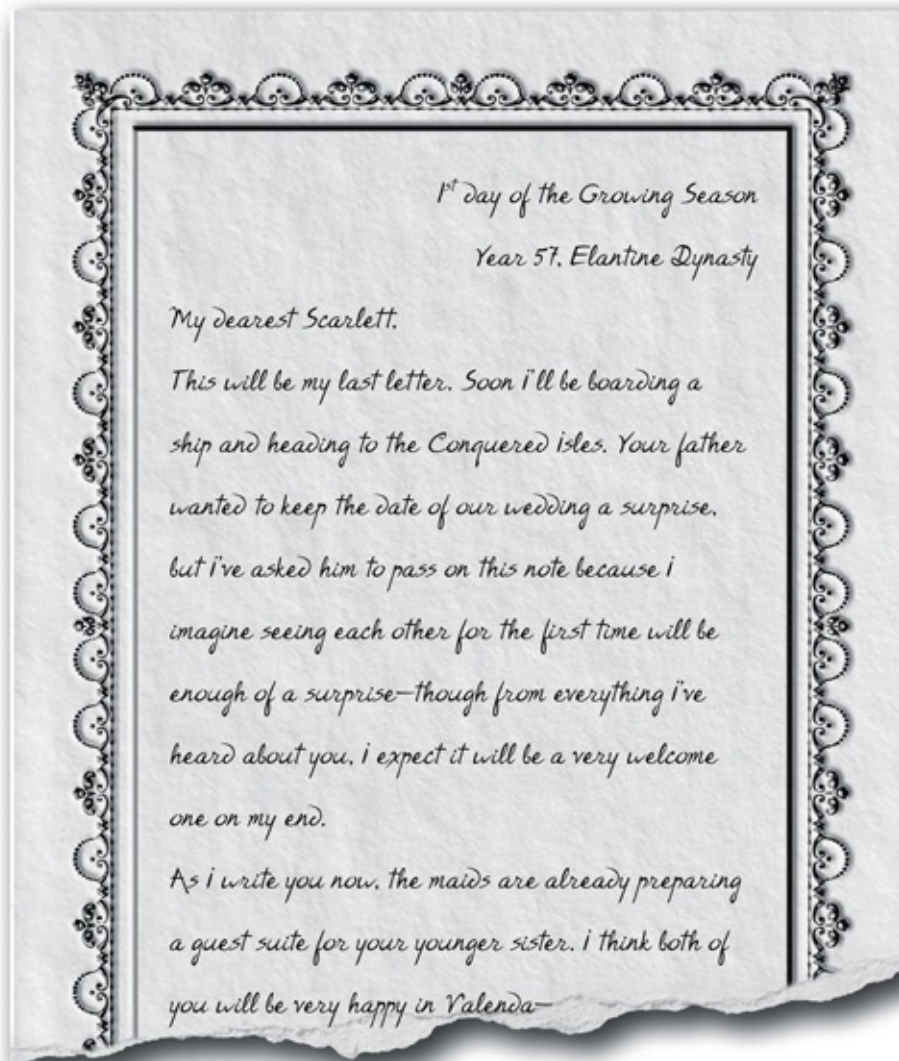 1st day of the Growing Season
Year 57, Elantine Dynasty
My dearest Scarlett,
This will be my last letter. Soon i'll be boarding a
ship and heading to the Conquered isles. Your father
wanted to keep the date of our wedding a surprise,
but i've asked him to pass on this note because i
imagine seeing each other for the first time will be
enough of a surprise—though from everything i've
heard about you, i expect it will be a very welcome
one on my end.
As i write you now, the maids are already preparing
a guest suite for your younger sister. i think both of
you will be very happy in Valenda—